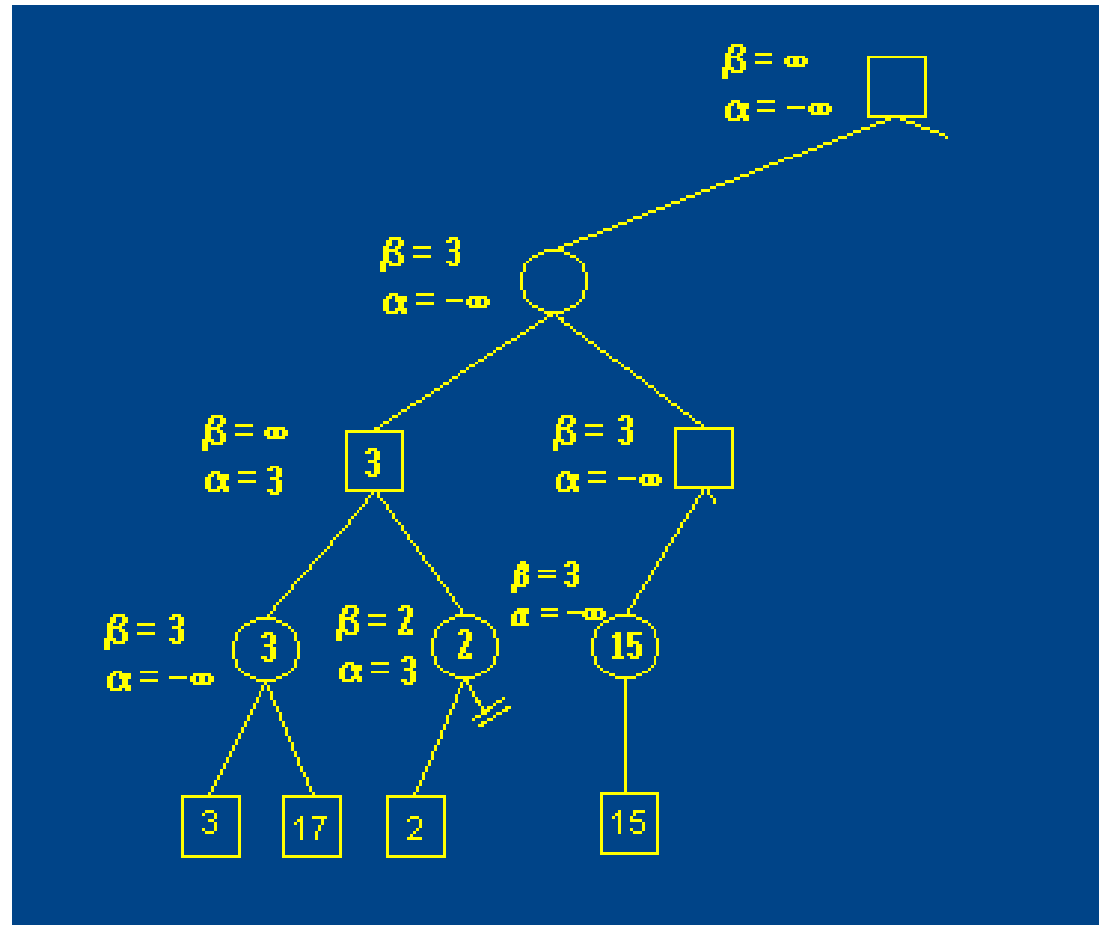 β = ∞
α = -∞
β = 3
α = -∞
β = ∞
α = 3
3
β = 3
α = -∞
β = 3
α = -∞
3
β = 2
α = 3
2
β = 3
α = -∞
15
3
17
2
15